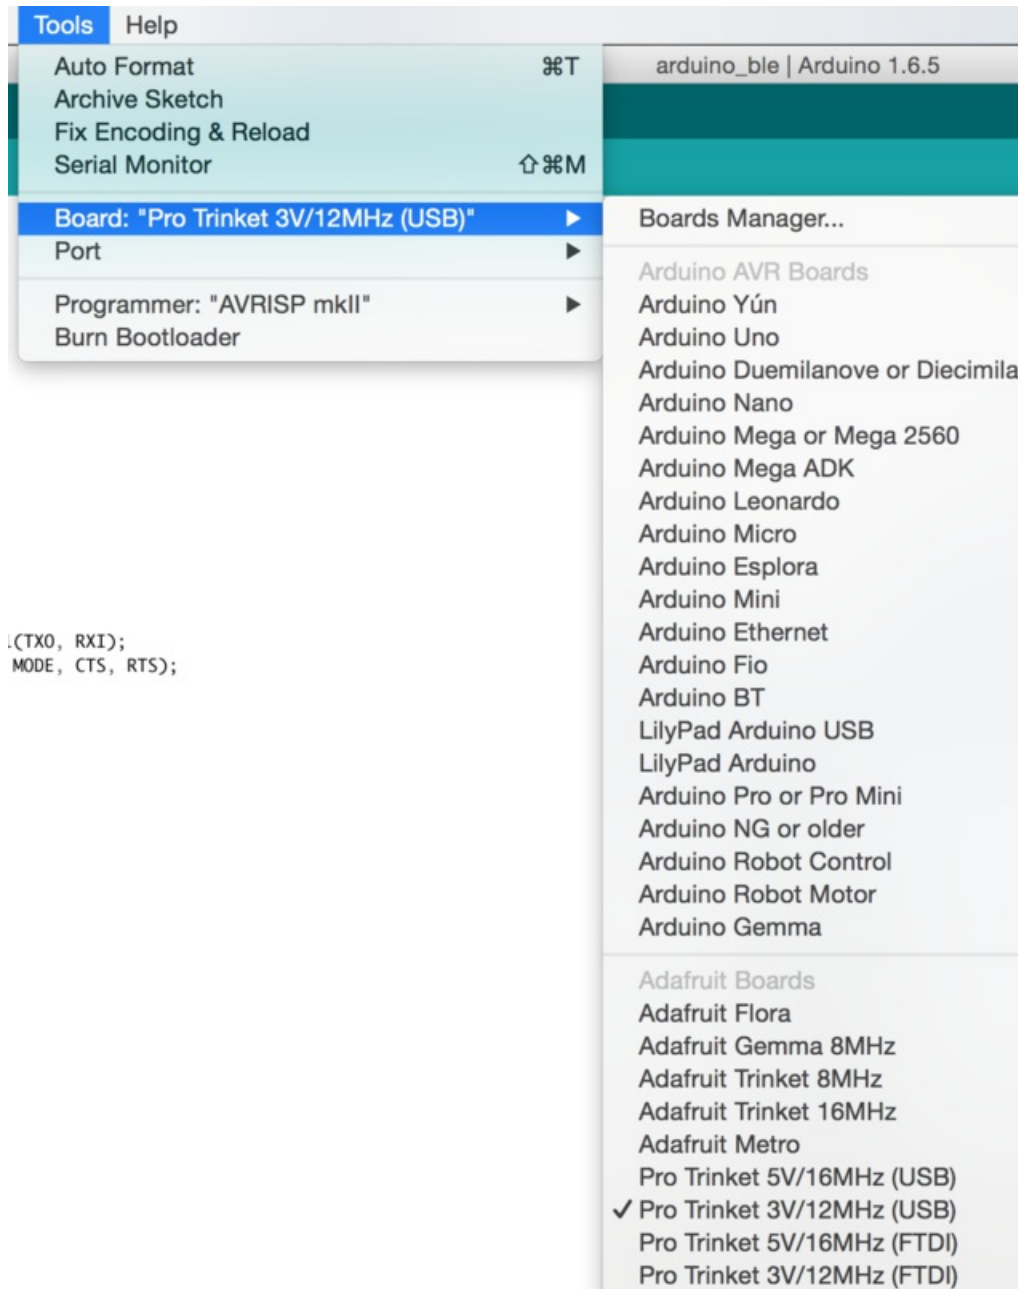 Tools Help
arduino_ble | Arduino 1.6.5
Auto Format ⌘T
Archive Sketch
Fix Encoding & Reload
Serial Monitor ⇧⌘M
Board: "Pro Trinket 3V/12MHz (USB)" ▶
Port ▶
Programmer: "AVRISP mkII" ▶
Burn Bootloader
(TXO, RXI);
MODE, CTS, RTS);
Boards Manager...
Arduino AVR Boards
Arduino Yún
Arduino Uno
Arduino Duemilanove or Diecimila
Arduino Nano
Arduino Mega or Mega 2560
Arduino Mega ADK
Arduino Leonardo
Arduino Micro
Arduino Esplora
Arduino Mini
Arduino Ethernet
Arduino Fio
Arduino BT
LilyPad Arduino USB
LilyPad Arduino
Arduino Pro or Pro Mini
Arduino NG or older
Arduino Robot Control
Arduino Robot Motor
Arduino Gemma
Adafruit Boards
Adafruit Flora
Adafruit Gemma 8MHz
Adafruit Trinket 8MHz
Adafruit Trinket 16MHz
Adafruit Metro
Pro Trinket 5V/16MHz (USB)
✓ Pro Trinket 3V/12MHz (USB)
Pro Trinket 5V/16MHz (FTDI)
Pro Trinket 3V/12MHz (FTDI)